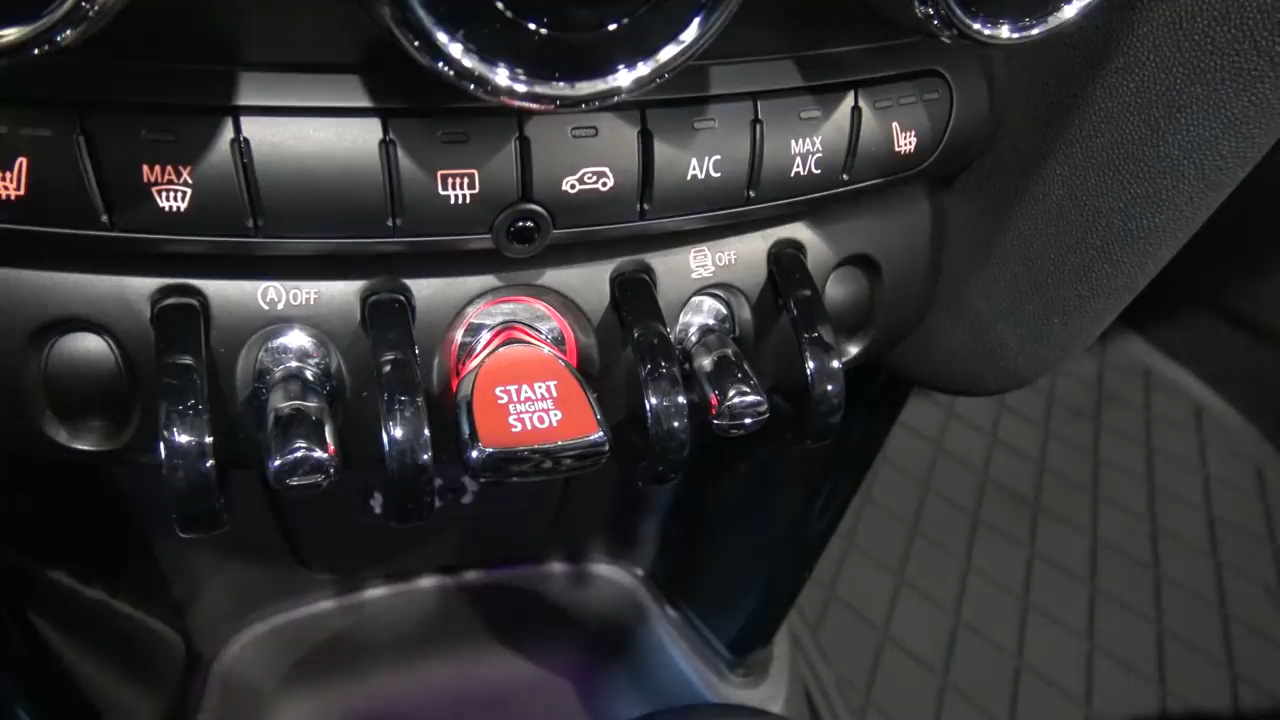 MAX
A/C
MAX
A/C
A OFF
OFF
START
ENGINE
STOP